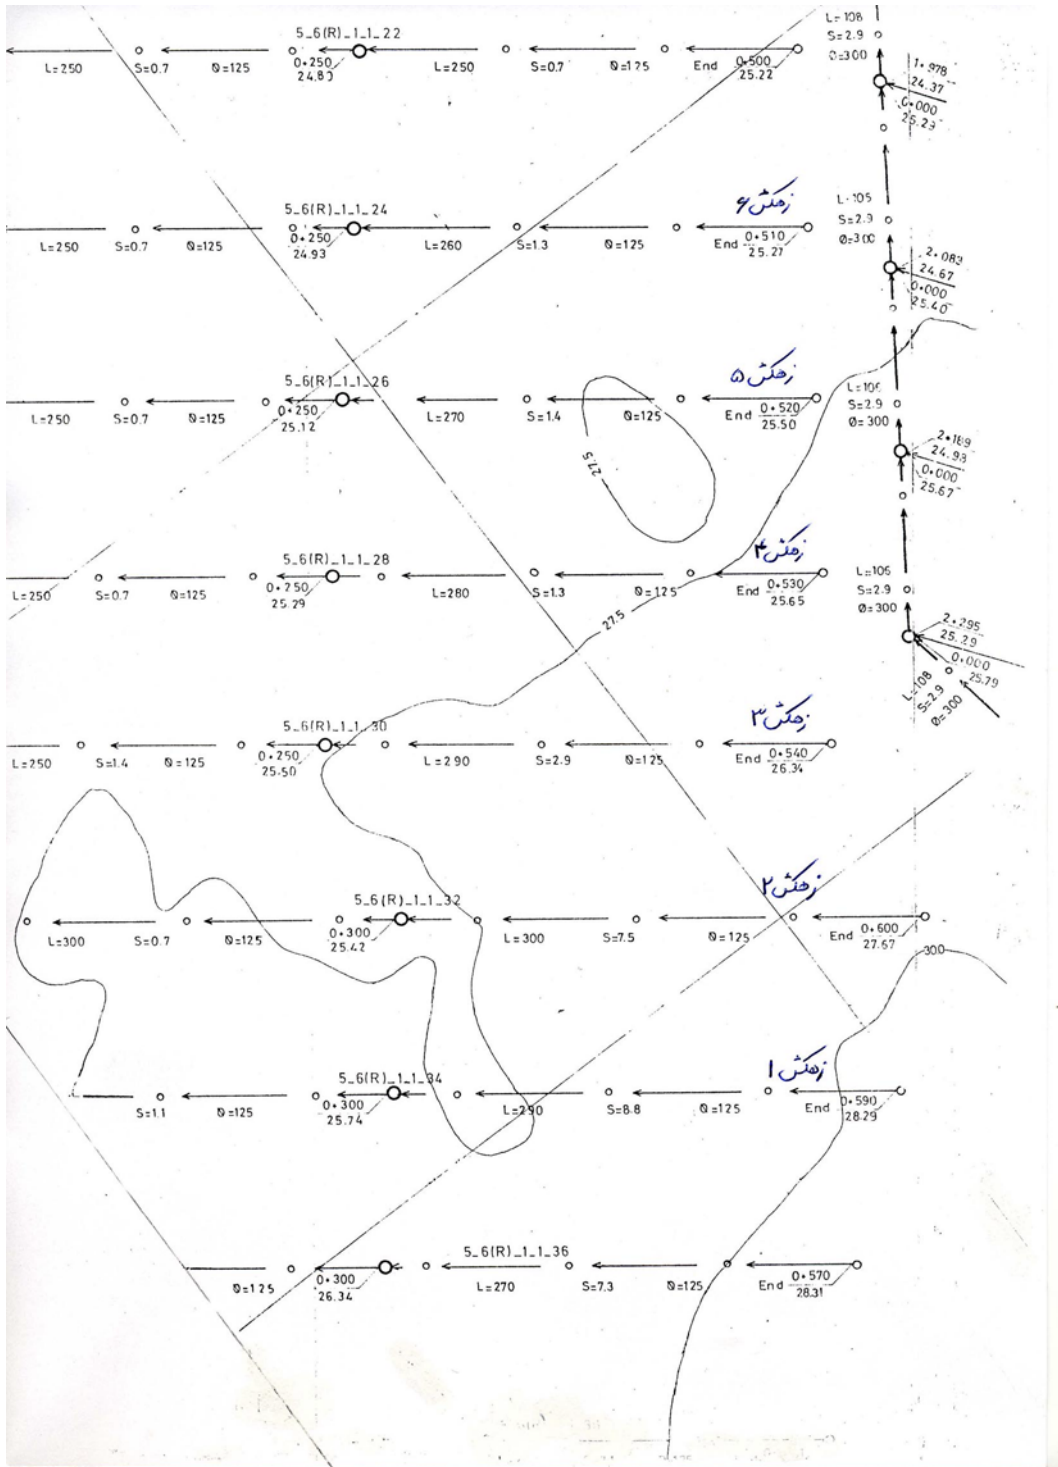 5_6(R)_1_1_22
L=250 S=0.7 Ø=125 0+250 L=250 S=0.7 Ø=125 End 0+500
24.83 25.22
L=108
S=2.9
Ø=300
1+978
24.37
0+000
25.29
زهکش ۶
5_6(R)_1_1_24
L=250 S=0.7 Ø=125 0+250 L=260 S=1.3 Ø=125 End 0+510
24.93 25.27
L=105
S=2.9
Ø=300
2+083
24.67
0+000
25.40
زهکش ۵
5_6(R)_1_1_26
L=250 S=0.7 Ø=125 0+250 L=270 S=1.4 Ø=125 End 0+520
25.12 25.50
27.5
L=106
S=2.9
Ø=300
2+189
24.98
0+000
25.67
زهکش ۴
5_6(R)_1_1_28
L=250 S=0.7 Ø=125 0+250 L=280 S=1.3 Ø=125 End 0+530
25.29 25.65
27.5
L=106
S=2.9
Ø=300
2+295
25.29
0+000
25.79
L=108
S=2.9
Ø=300
زهکش ۳
5_6(R)_1_1_30
L=250 S=1.4 Ø=125 0+250 L=290 S=2.9 Ø=125 End 0+540
25.50 26.34
زهکش ۲
5_6(R)_1_1_32
L=300 S=0.7 Ø=125 0+300 L=300 S=7.5 Ø=125 End 0+600
25.42 27.67
30.0
زهکش ۱
5_6(R)_1_1_34
S=1.1 Ø=125 0+300 L=290 S=8.8 Ø=125 End 0+590
25.74 28.29
5_6(R)_1_1_36
Ø=125 0+300 L=270 S=7.3 Ø=125 End 0+570
26.34 28.31